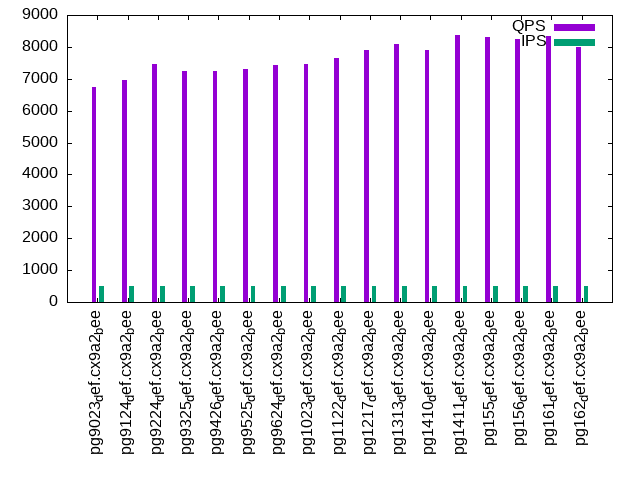 9000
8000
7000
6000
5000
4000
3000
2000
1000
0
QPS
IPS
pg9023def.cx9a2bee
pg9124def.cx9a2bee
pg9224def.cx9a2bee
pg9325def.cx9a2bee
pg9426def.cx9a2bee
pg9525def.cx9a2bee
pg9624def.cx9a2bee
pg1023def.cx9a2bee
pg1122def.cx9a2bee
pg1217def.cx9a2bee
pg1313def.cx9a2bee
pg1410def.cx9a2bee
pg1411def.cx9a2bee
pg155def.cx9a2bee
pg156def.cx9a2bee
pg161def.cx9a2bee
pg162def.cx9a2bee